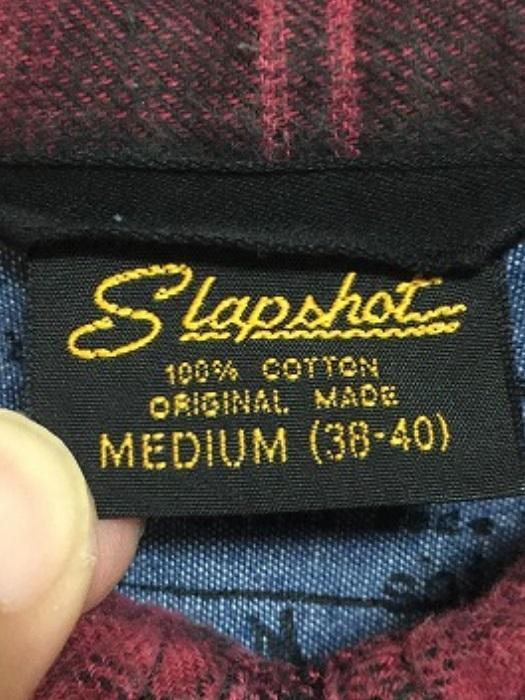 Slapshot
100% COTTON
ORIGINAL MADE
MEDIUM (38-40)